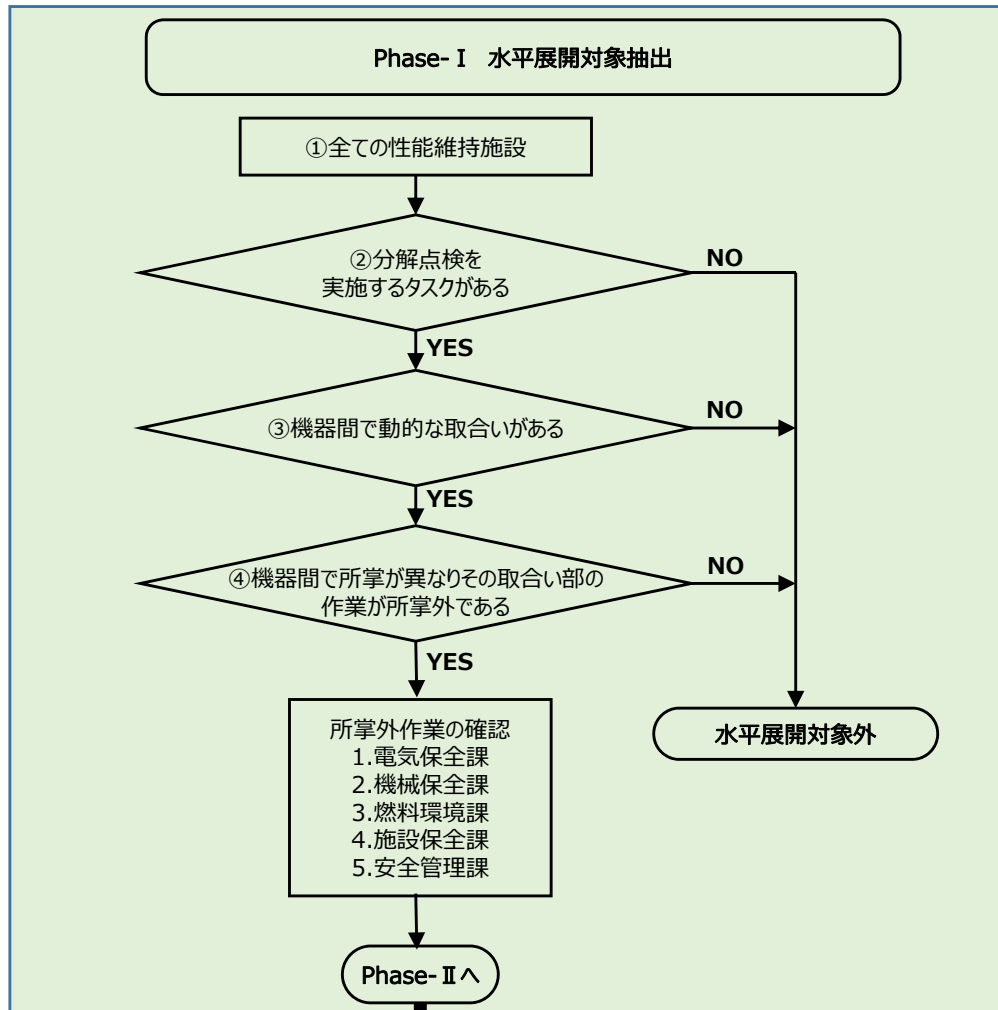 Phase-Ⅰ 水平展開対象抽出
①全ての性能維持施設
②分解点検を
実施するタスクがある
NO
YES
③機器間で動的な取合いがある
NO
YES
④機器間で所掌が異なりその取合い部の
作業が所掌外である
NO
YES
所掌外作業の確認
1.電気保全課
2.機械保全課
3.燃料環境課
4.施設保全課
5.安全管理課
水平展開対象外
Phase-Ⅱへ